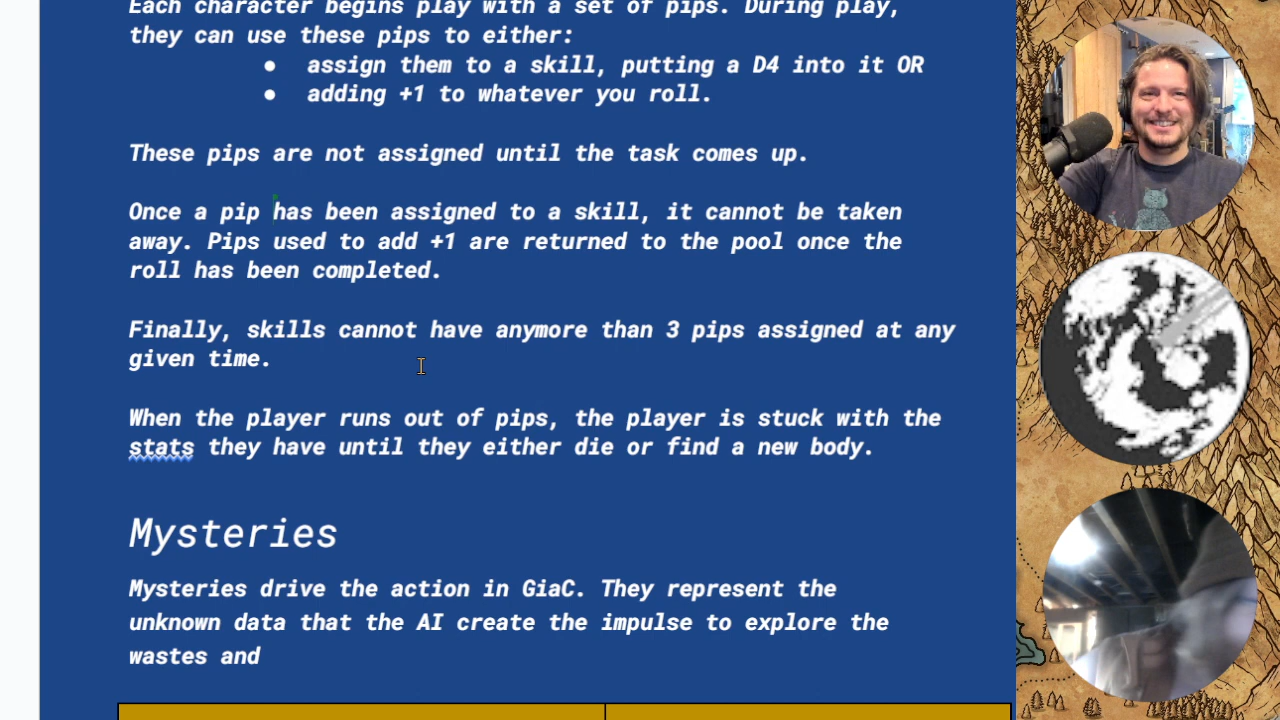 Each character begins play with a set of pips. During play,
they can use these pips to either:
● assign them to a skill, putting a D4 into it OR
● adding +1 to whatever you roll.
These pips are not assigned until the task comes up.
Once a pip has been assigned to a skill, it cannot be taken
away. Pips used to add +1 are returned to the pool once the
roll has been completed.
Finally, skills cannot have anymore than 3 pips assigned at any
given time.
When the player runs out of pips, the player is stuck with the
stats they have until they either die or find a new body.
Mysteries
Mysteries drive the action in GiaC. They represent the
unknown data that the AI create the impulse to explore the
wastes and